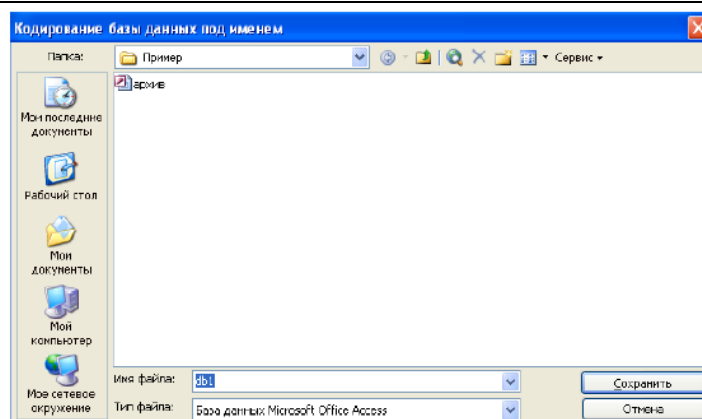 Кодирование базы данных под именем
Папка:
Пример
Сервис
архив
Мои последние
документы
Рабочий стол
Мои
документы
Мой
компьютер
Мое сетевое
окружение
Имя файла:
db1
Сохранить
Тип файла:
База данных Microsoft Office Access
Отмена